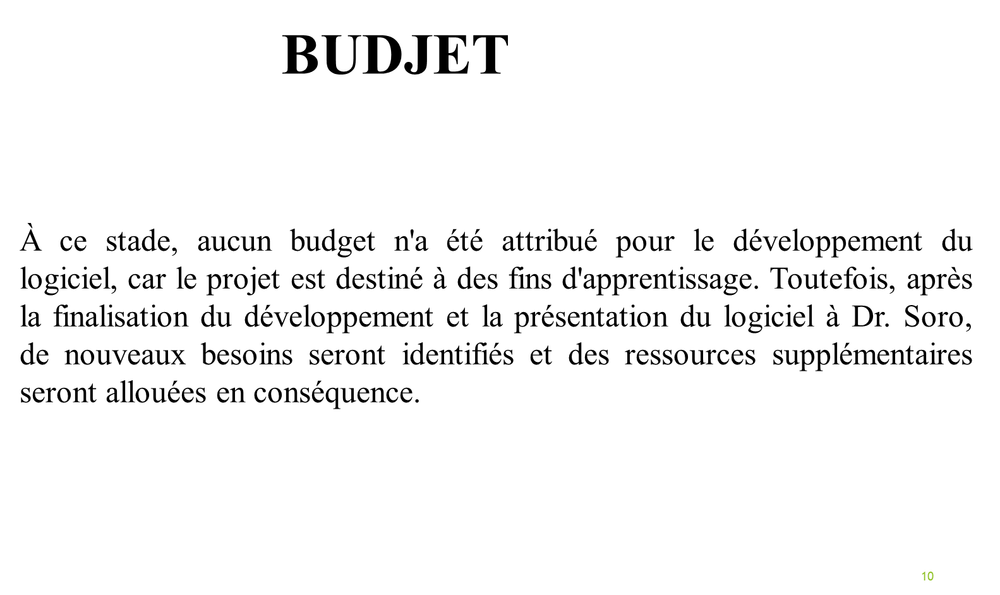 BUDJET
À ce stade, aucun budget n'a été attribué pour le développement du
logiciel, car le projet est destiné à des fins d'apprentissage. Toutefois, après
la finalisation du développement et la présentation du logiciel à Dr. Soro,
de nouveaux besoins seront identifiés et des ressources supplémentaires
seront allouées en conséquence.
10